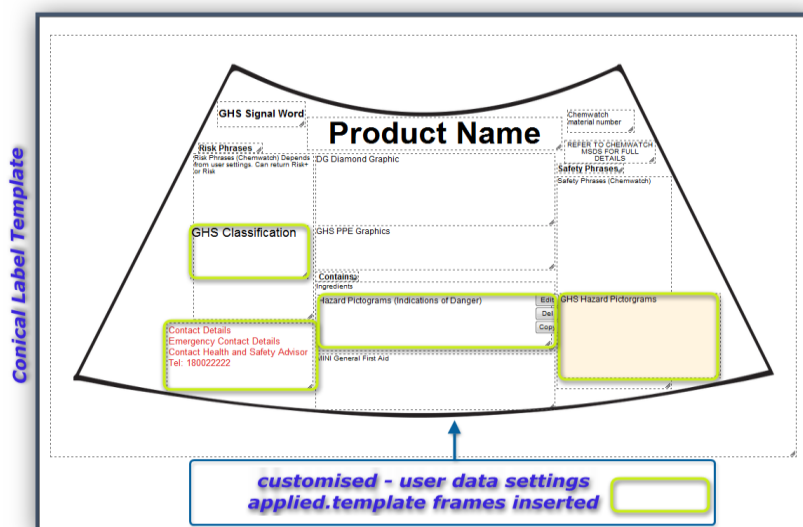 Conical Label Template
GHS Signal Word
Product Name
Chemwatch
material number
REFER TO CHEMWATCH
MSDS FOR FULL
DETAILS
Risk Phrases
Risk Phrases (Chemwatch) Depends
from user settings. Can return Risk+
or Risk
DG Diamond Graphic
Safety Phrases
Safety Phrases (Chemwatch)
GHS Classification
GHS PPE Graphics
Contains
Ingredients
Hazard Pictograms (Indications of Danger)
Edit
Del
Copy
GHS Hazard Pictorgrams
Contact Details
Emergency Contact Details
Contact Health and Safety Advisor
Tel: 180022222
MINI General First Aid
customised - user data settings
applied.template frames inserted